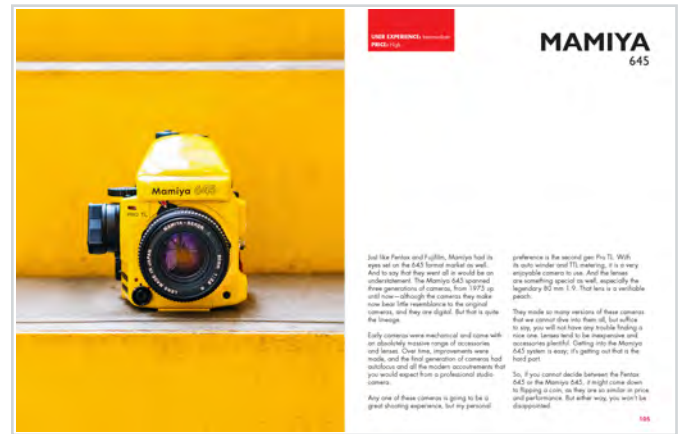 Mamiya 645
PRO TL
MAMIYA-SEKOR
80mm
LENS MADE IN JAPAN
USER EXPERIENCE: Intermediate
PRICE: High
MAMIYA
645
Just like Pentax and Fujifilm, Mamiya had its
eyes set on the 645 format market as well.
And to say that they went all in would be an
understatement. The Mamiya 645 spanned
three generations of cameras, from 1975 up
until now—although the cameras they make
now bear little resemblance to the original
cameras, and they are digital. But that is quite
the lineage.
Early cameras were mechanical and came with
an absolutely massive range of accessories
and lenses. Over time, improvements were
made, and the final generation of cameras had
autofocus and all the modern accoutrements that
you would expect from a professional studio
camera.
Any one of these cameras is going to be a
great shooting experience, but my personal
preference is the second gen Pro TL. With
its auto winder and TTL metering, it is a very
enjoyable camera to use. And the lenses
are something special as well, especially the
legendary 80 mm 1.9. That lens is a verifiable
peach.
They made so many versions of these cameras
that we cannot dive into them all, but suffice
to say, you will not have any trouble finding a
nice one. Lenses tend to be inexpensive and
accessories plentiful. Getting into the Mamiya
645 system is easy; it's getting out that is the
hard part.
So, if you cannot decide between the Pentax
645 or the Mamiya 645, it might come down
to flipping a coin, as they are so similar in price
and performance. But either way, you won't be
disappointed.
105